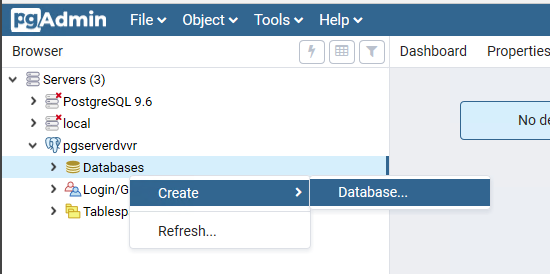 pgAdmin File Object Tools Help
Browser Dashboard Properties
Servers (3)
PostgreSQL 9.6 No de
local
pgserverdvvr
Databases
Login/G Create Database...
Tablesp
Refresh...